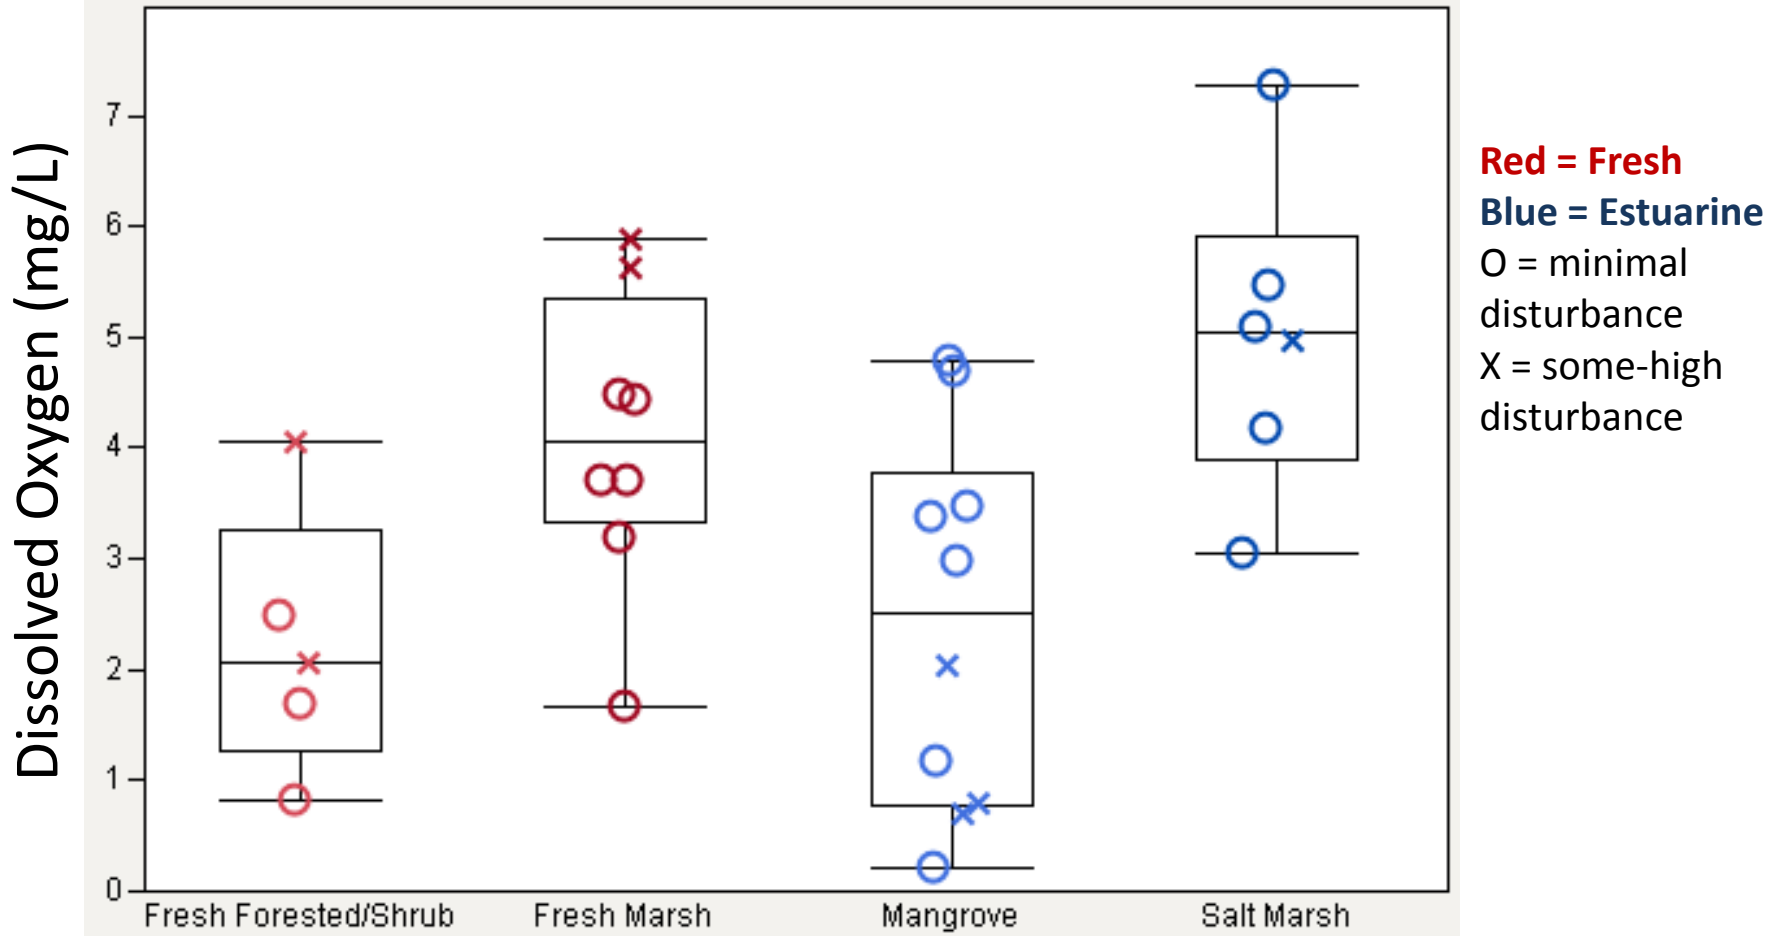 Dissolved Oxygen (mg/L)
7
6
5
4
3
2
1
0
Fresh Forested/Shrub
Fresh Marsh
Mangrove
Salt Marsh
Red = Fresh
Blue = Estuarine
O = minimal
disturbance
X = some-high
disturbance